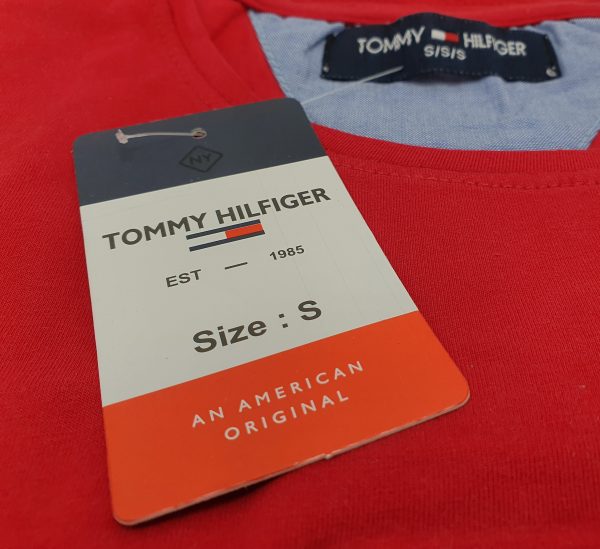 TOMMY HILFIGER
S/S/S
NY
TOMMY HILFIGER
EST — 1985
Size : S
AN AMERICAN
ORIGINAL